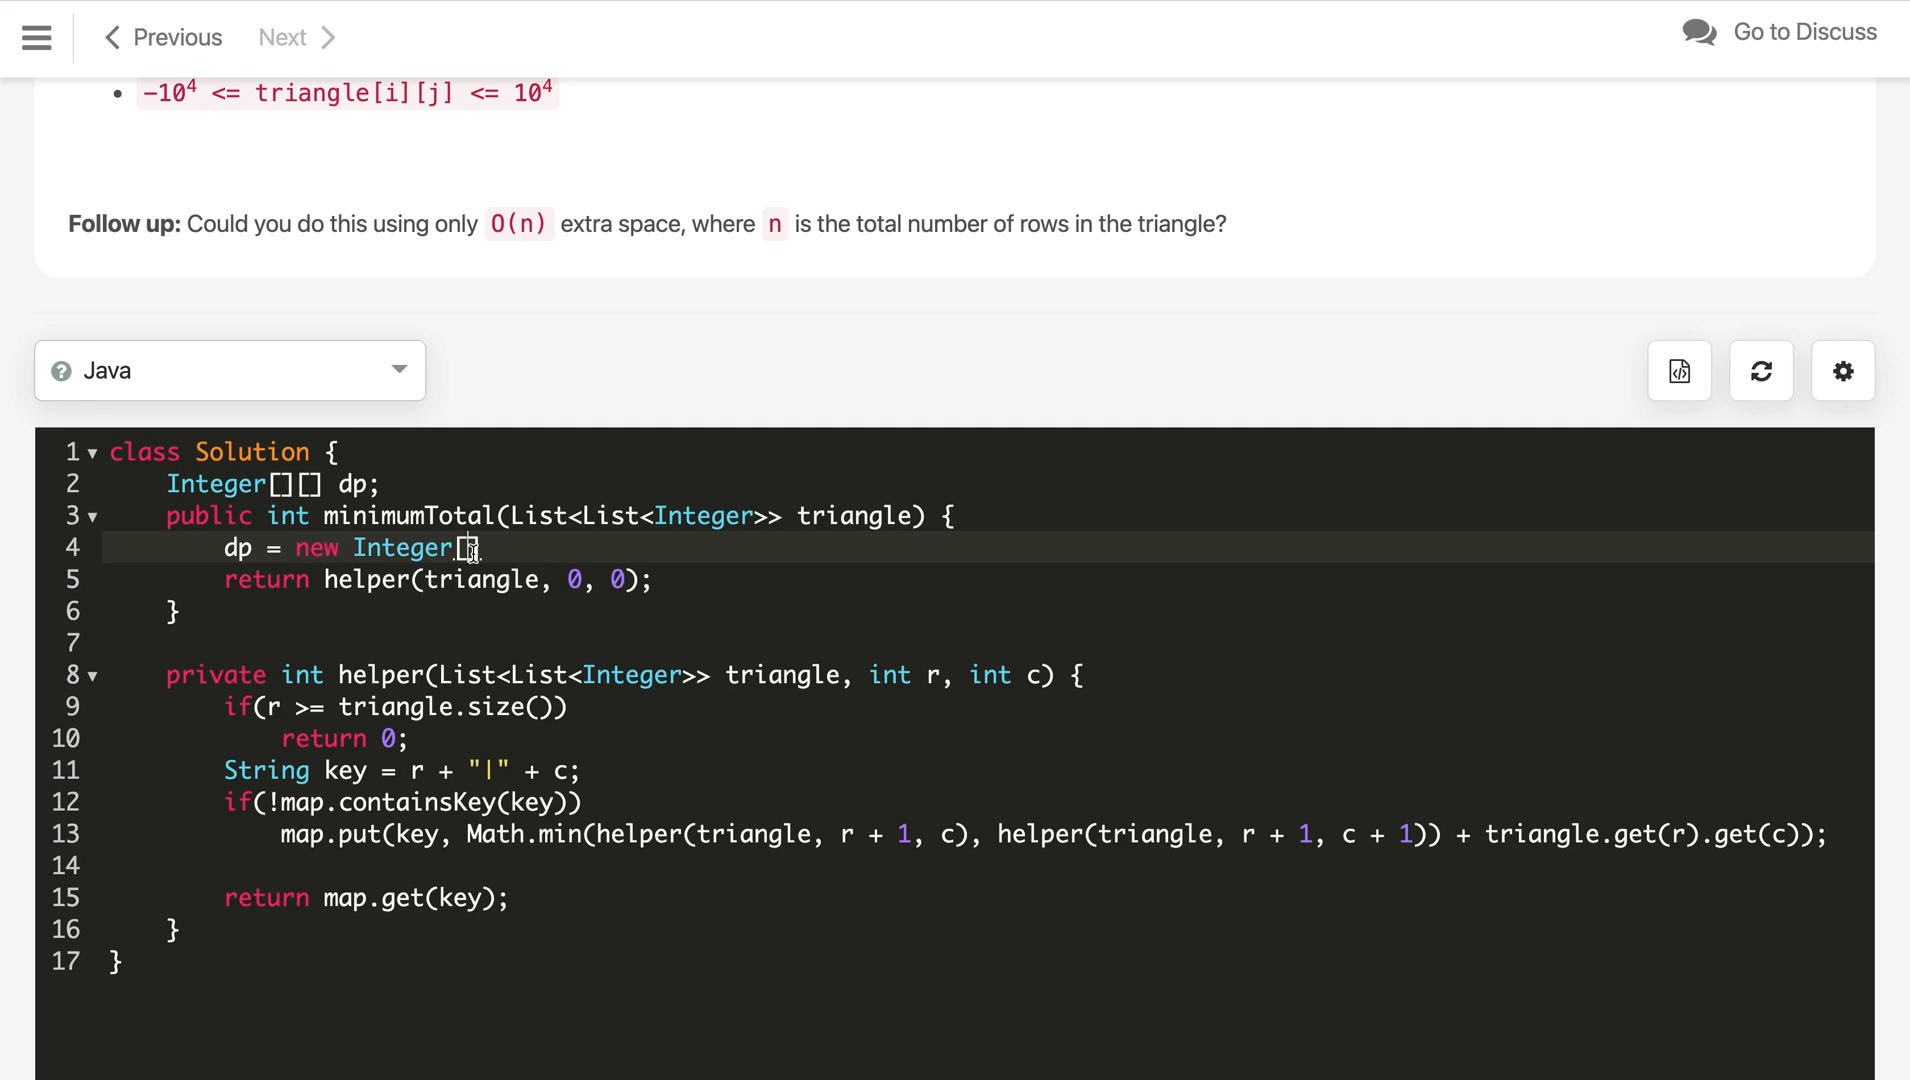 Previous Next Go to Discuss
• -10⁴ <= triangle[i][j] <= 10⁴
Follow up: Could you do this using only O(n) extra space, where n is the total number of rows in the triangle?
? Java
1 class Solution {
2     Integer[][] dp;
3     public int minimumTotal(List<List<Integer>> triangle) {
4         dp = new Integer[]
5         return helper(triangle, 0, 0);
6     }
7
8     private int helper(List<List<Integer>> triangle, int r, int c) {
9         if(r >= triangle.size())
10             return 0;
11         String key = r + "|" + c;
12         if(!map.containsKey(key))
13             map.put(key, Math.min(helper(triangle, r + 1, c), helper(triangle, r + 1, c + 1)) + triangle.get(r).get(c));
14
15         return map.get(key);
16     }
17 }